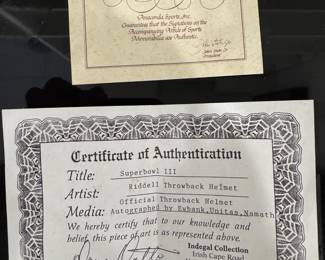 Anaconda Sports, Inc.
Guarantees that the Signatures on the
Accompanying Article of Sports
Memorabilia are Authentic.
President
Certificate of Authentication
Title: Superbowl III
Artist: Riddell Throwback Helmet
Official Throwback Helmet
Media: Autographed by Ewbank,Unitas,Namath
We hereby certify that to our knowledge and
belief this piece of art is as represented above.
Indegal Collection
Irish Cape Road